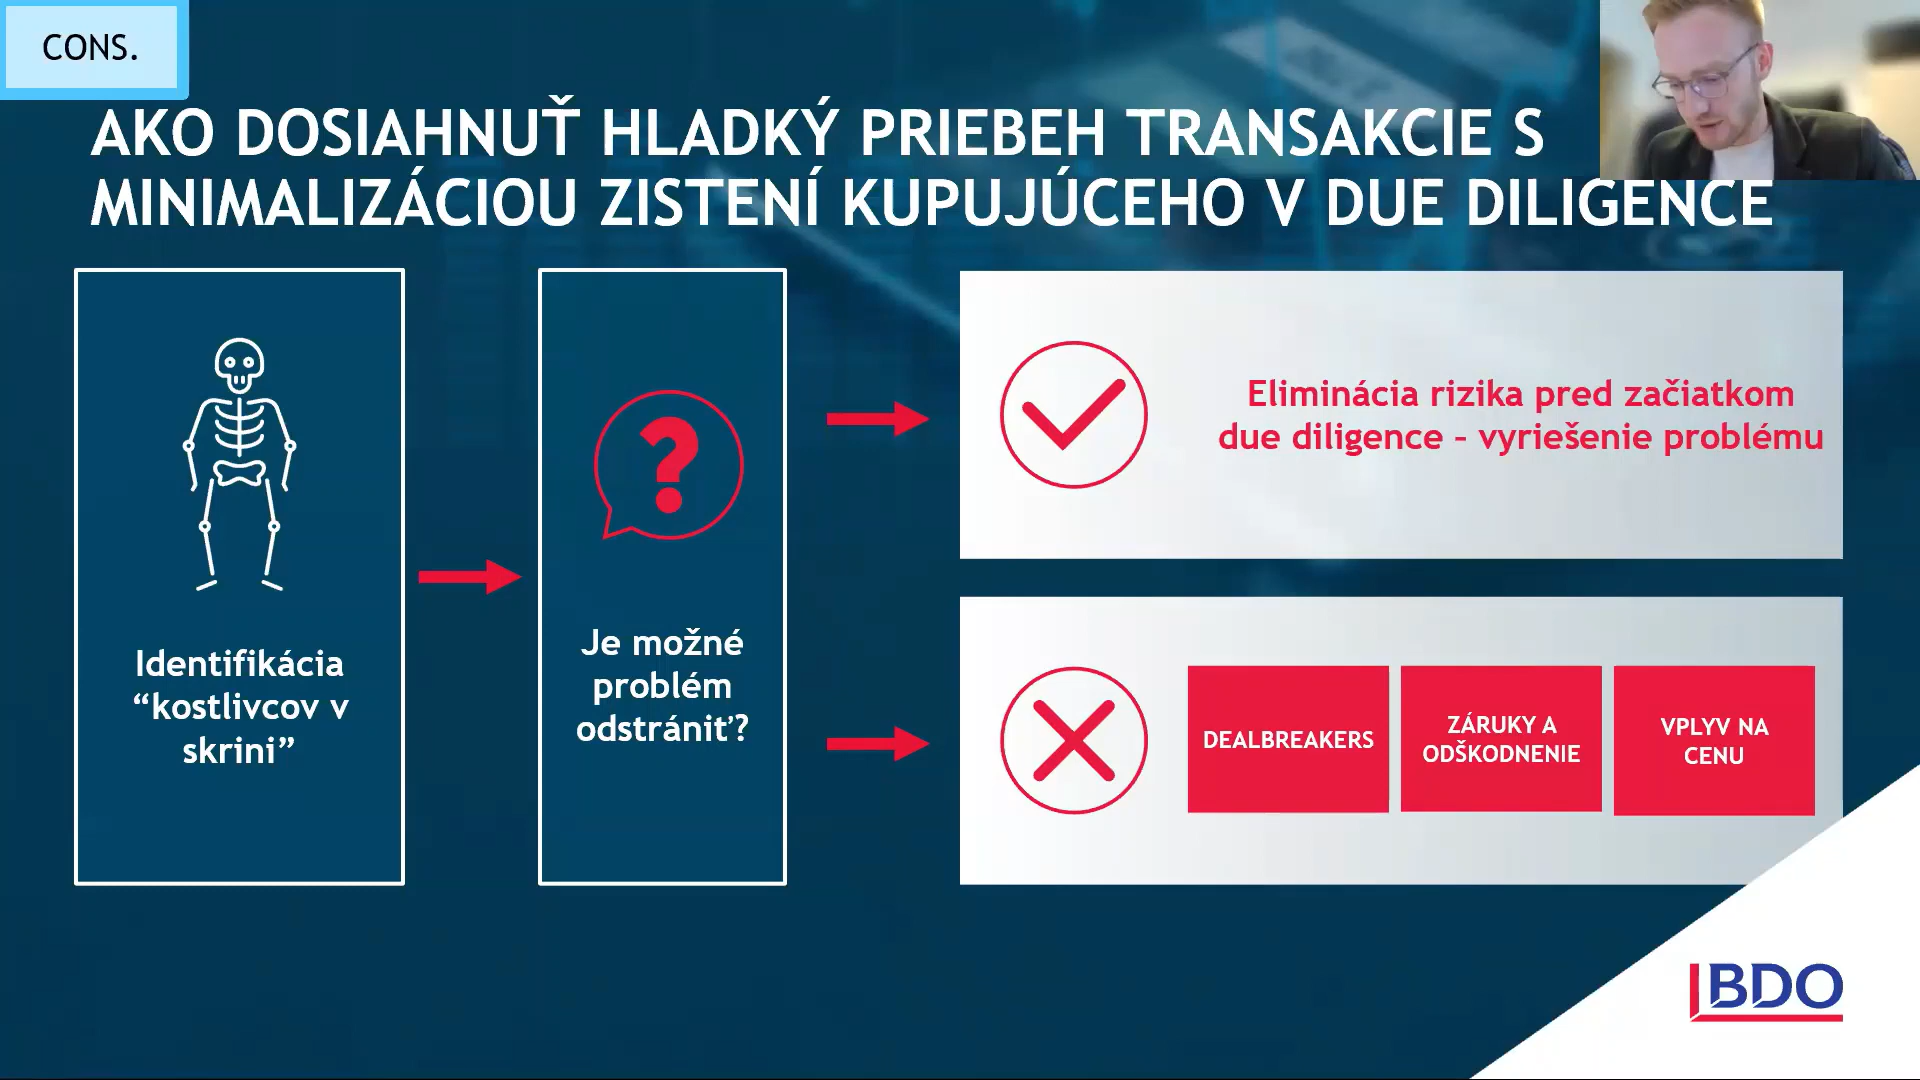 CONS.
AKO DOSIAHNUŤ HLADKÝ PRIEBEH TRANSAKCIE S
MINIMALIZÁCIOU ZISTENÍ KUPUJÚCEHO V DUE DILIGENCE
Identifikácia
“kostlivcov v
skrini”
Je možné
problém
odstrániť?
Eliminácia rizika pred začiatkom
due diligence – vyriešenie problému
DEALBREAKERS
ZÁRUKY A
ODŠKODNENIE
VPLYV NA
CENU
BDO